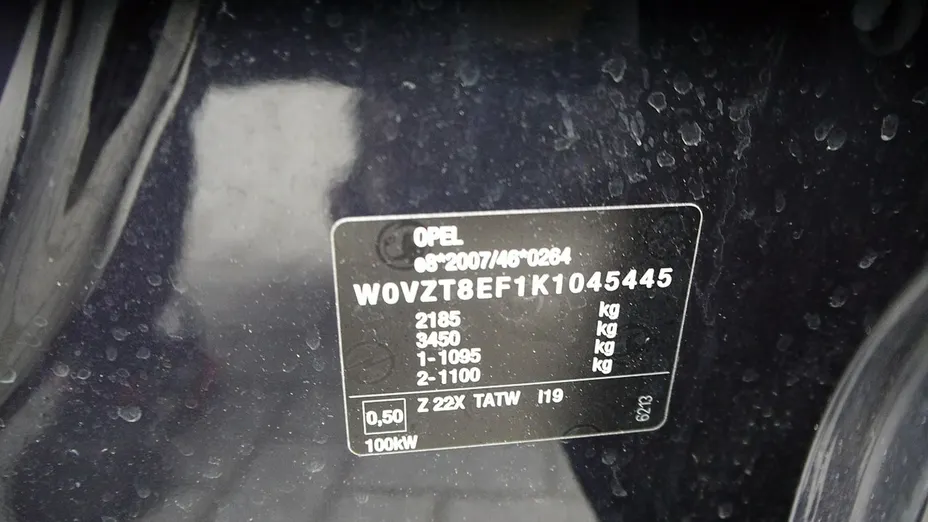 OPEL
e8*2007/46*0264
W0VZT8EF1K1045445
2185 kg
3450 kg
1-1095 kg
2-1100 kg
0,50 Z 22X TATW I19
100kW
6213